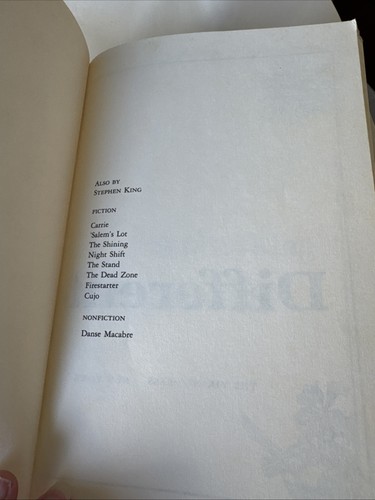 ALSO BY
STEPHEN KING
FICTION
Carrie
'Salem's Lot
The Shining
Night Shift
The Stand
The Dead Zone
Firestarter
Cujo
NONFICTION
Danse Macabre
Differen